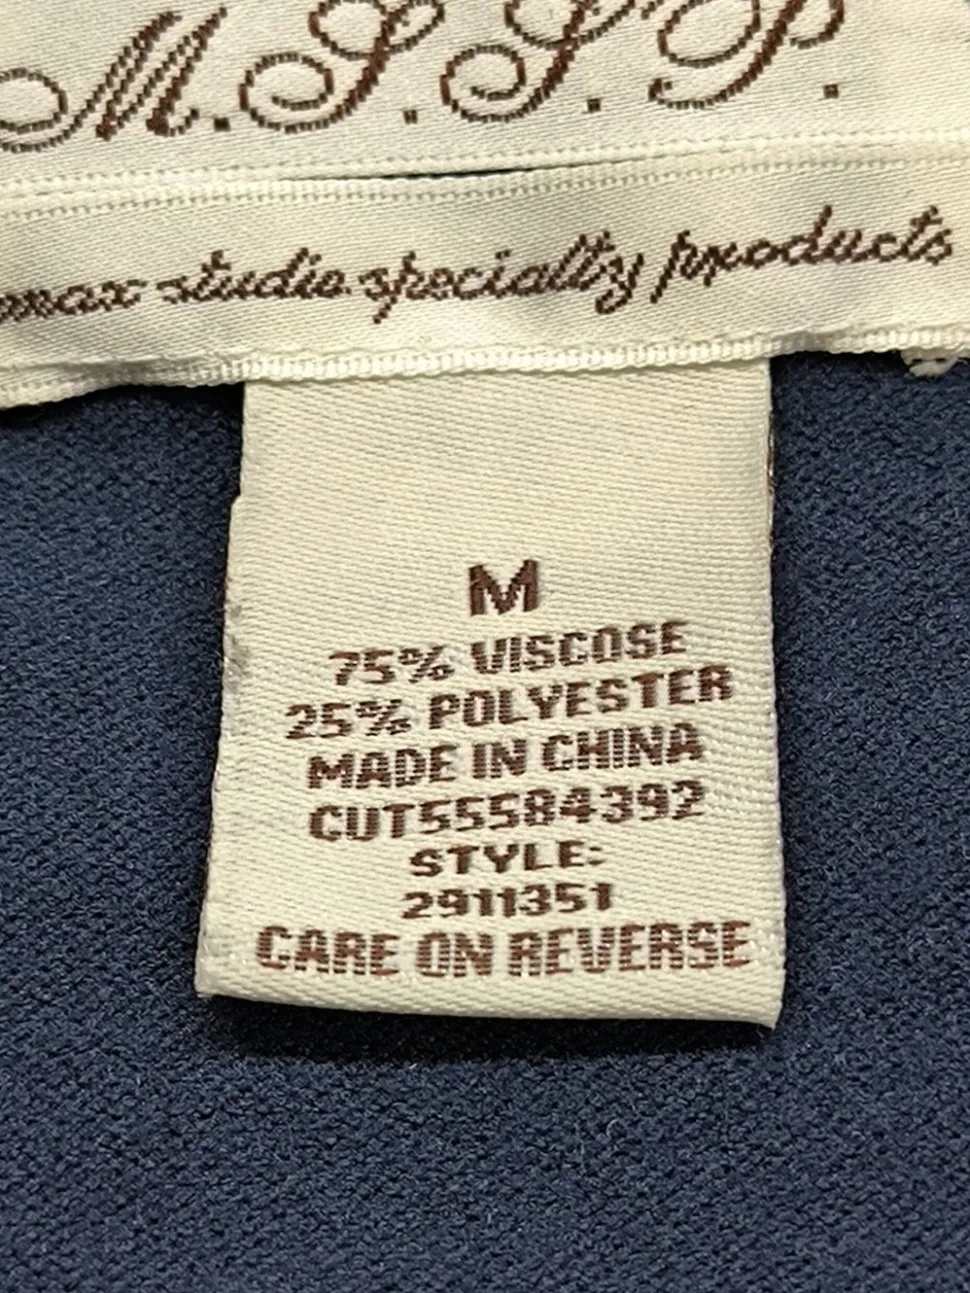 M.S.S.P.
max studio specialty products
M
75% VISCOSE
25% POLYESTER
MADE IN CHINA
CUT55584392
STYLE:
2911351
CARE ON REVERSE